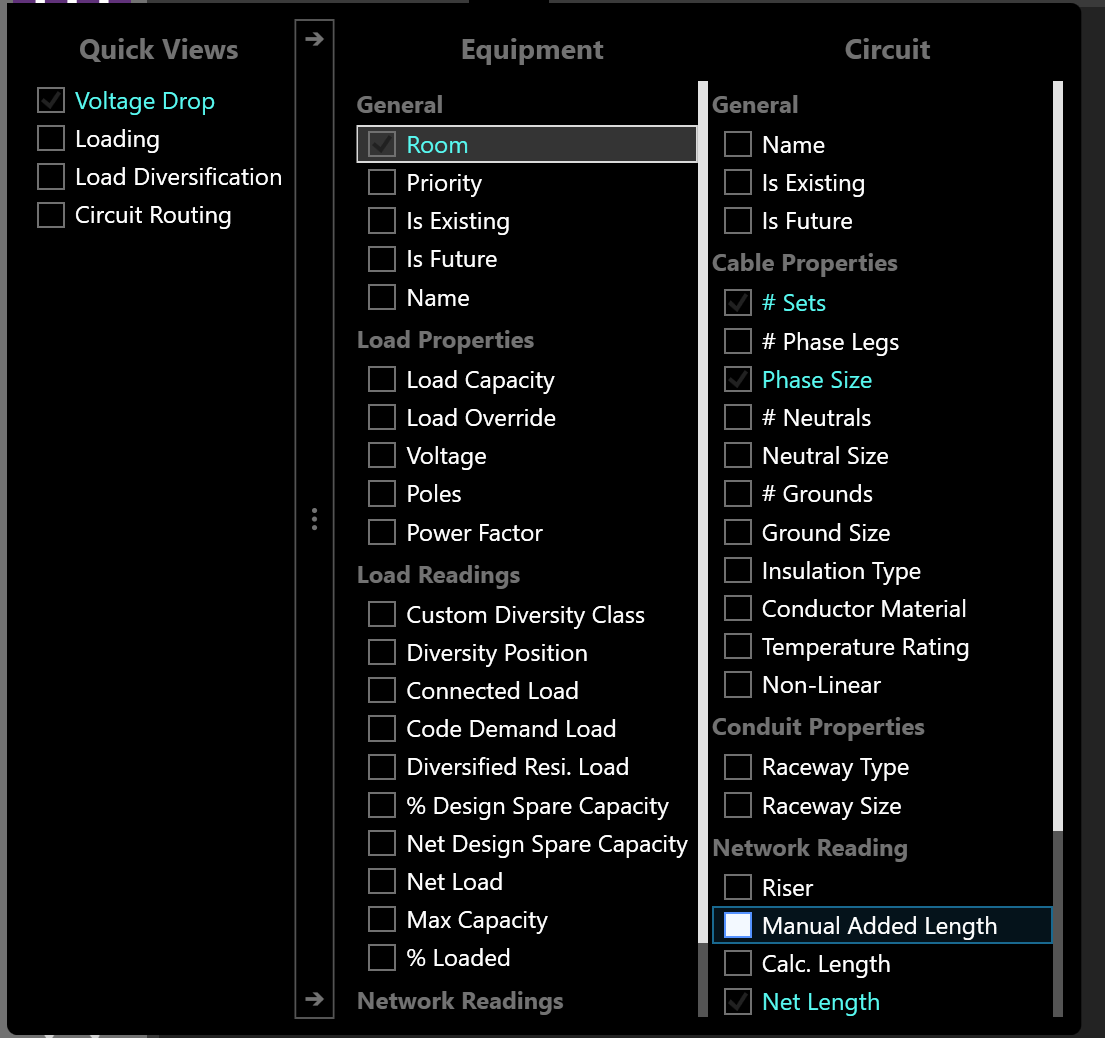 Quick Views
Voltage Drop
Loading
Load Diversification
Circuit Routing
Equipment
General
Room
Priority
Is Existing
Is Future
Name
Load Properties
Load Capacity
Load Override
Voltage
Poles
Power Factor
Load Readings
Custom Diversity Class
Diversity Position
Connected Load
Code Demand Load
Diversified Resi. Load
% Design Spare Capacity
Net Design Spare Capacity
Net Load
Max Capacity
% Loaded
Network Readings
Circuit
General
Name
Is Existing
Is Future
Cable Properties
# Sets
# Phase Legs
Phase Size
# Neutrals
Neutral Size
# Grounds
Ground Size
Insulation Type
Conductor Material
Temperature Rating
Non-Linear
Conduit Properties
Raceway Type
Raceway Size
Network Reading
Riser
Manual Added Length
Calc. Length
Net Length